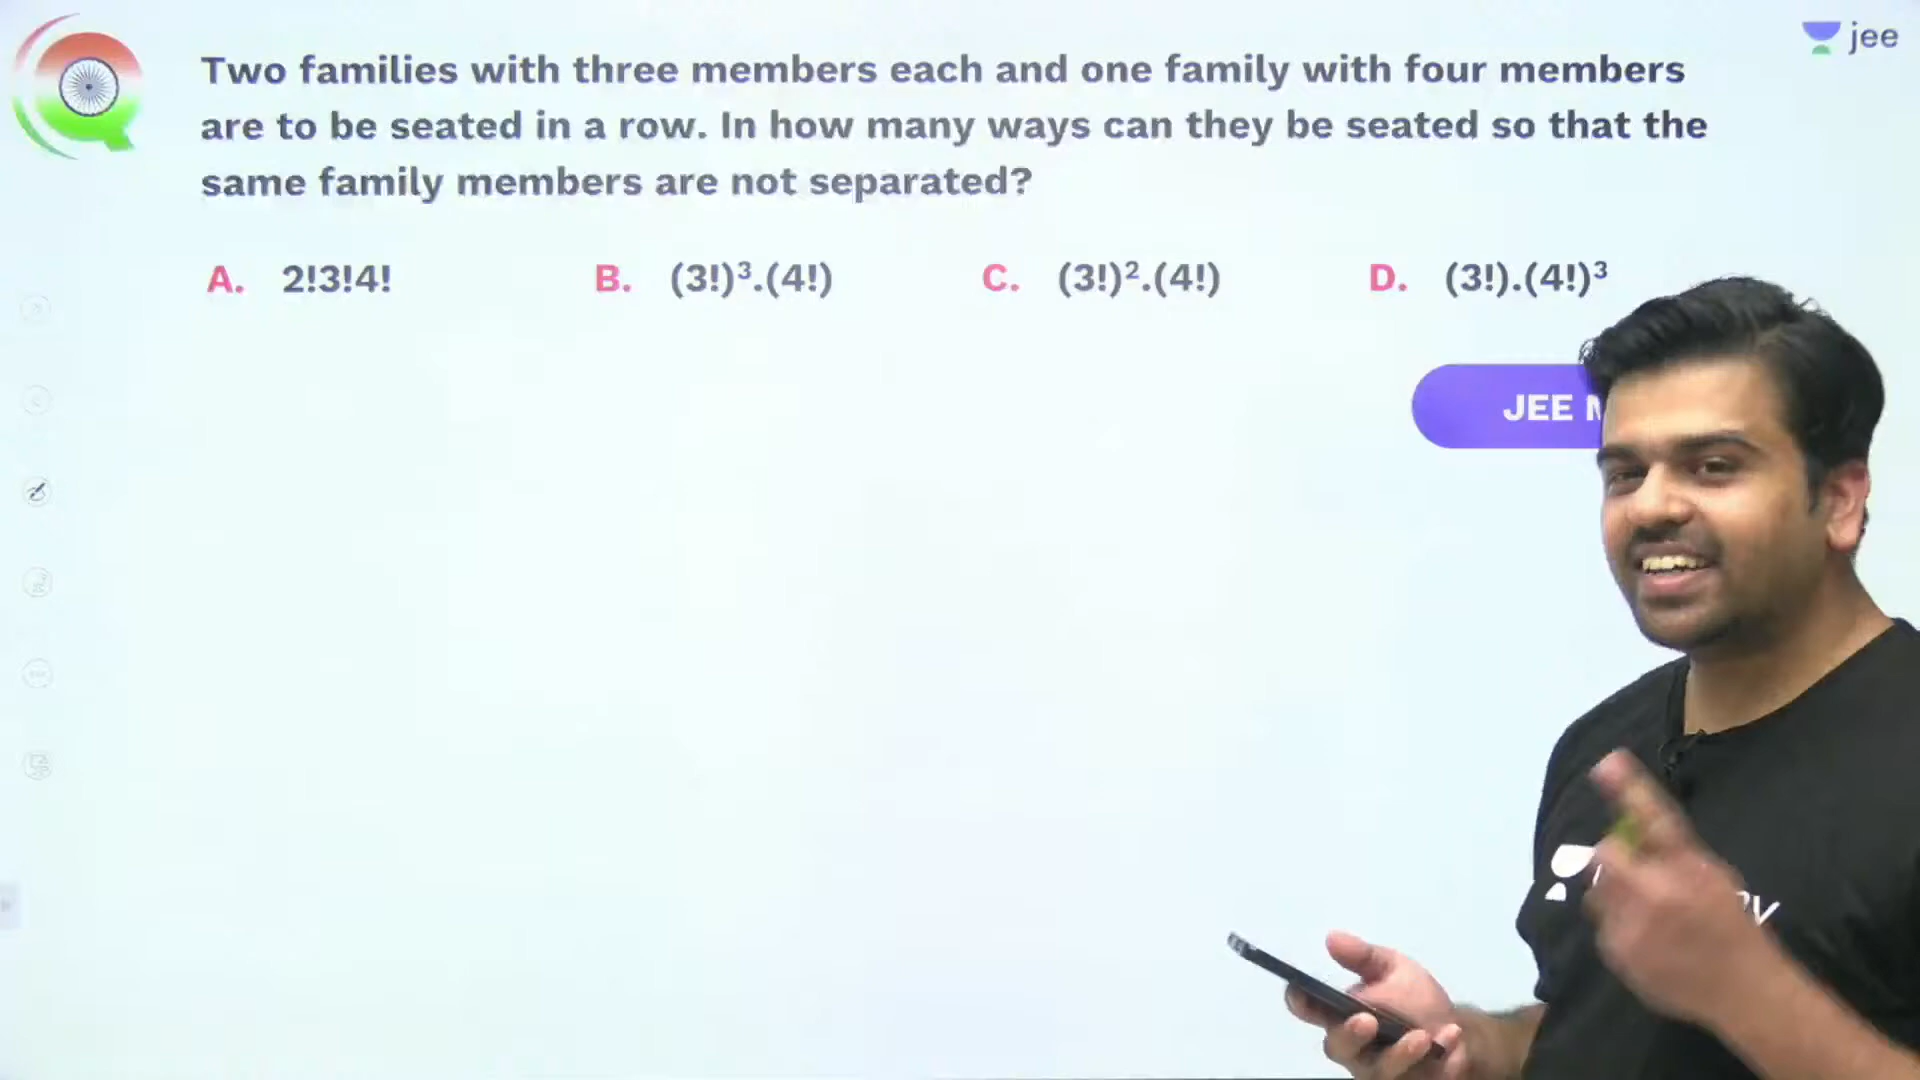 jee
Two families with three members each and one family with four members
are to be seated in a row. In how many ways can they be seated so that the
same family members are not separated?
A. 2!3!4! B. (3!)³.(4!) C. (3!)².(4!) D. (3!).(4!)³
JEE